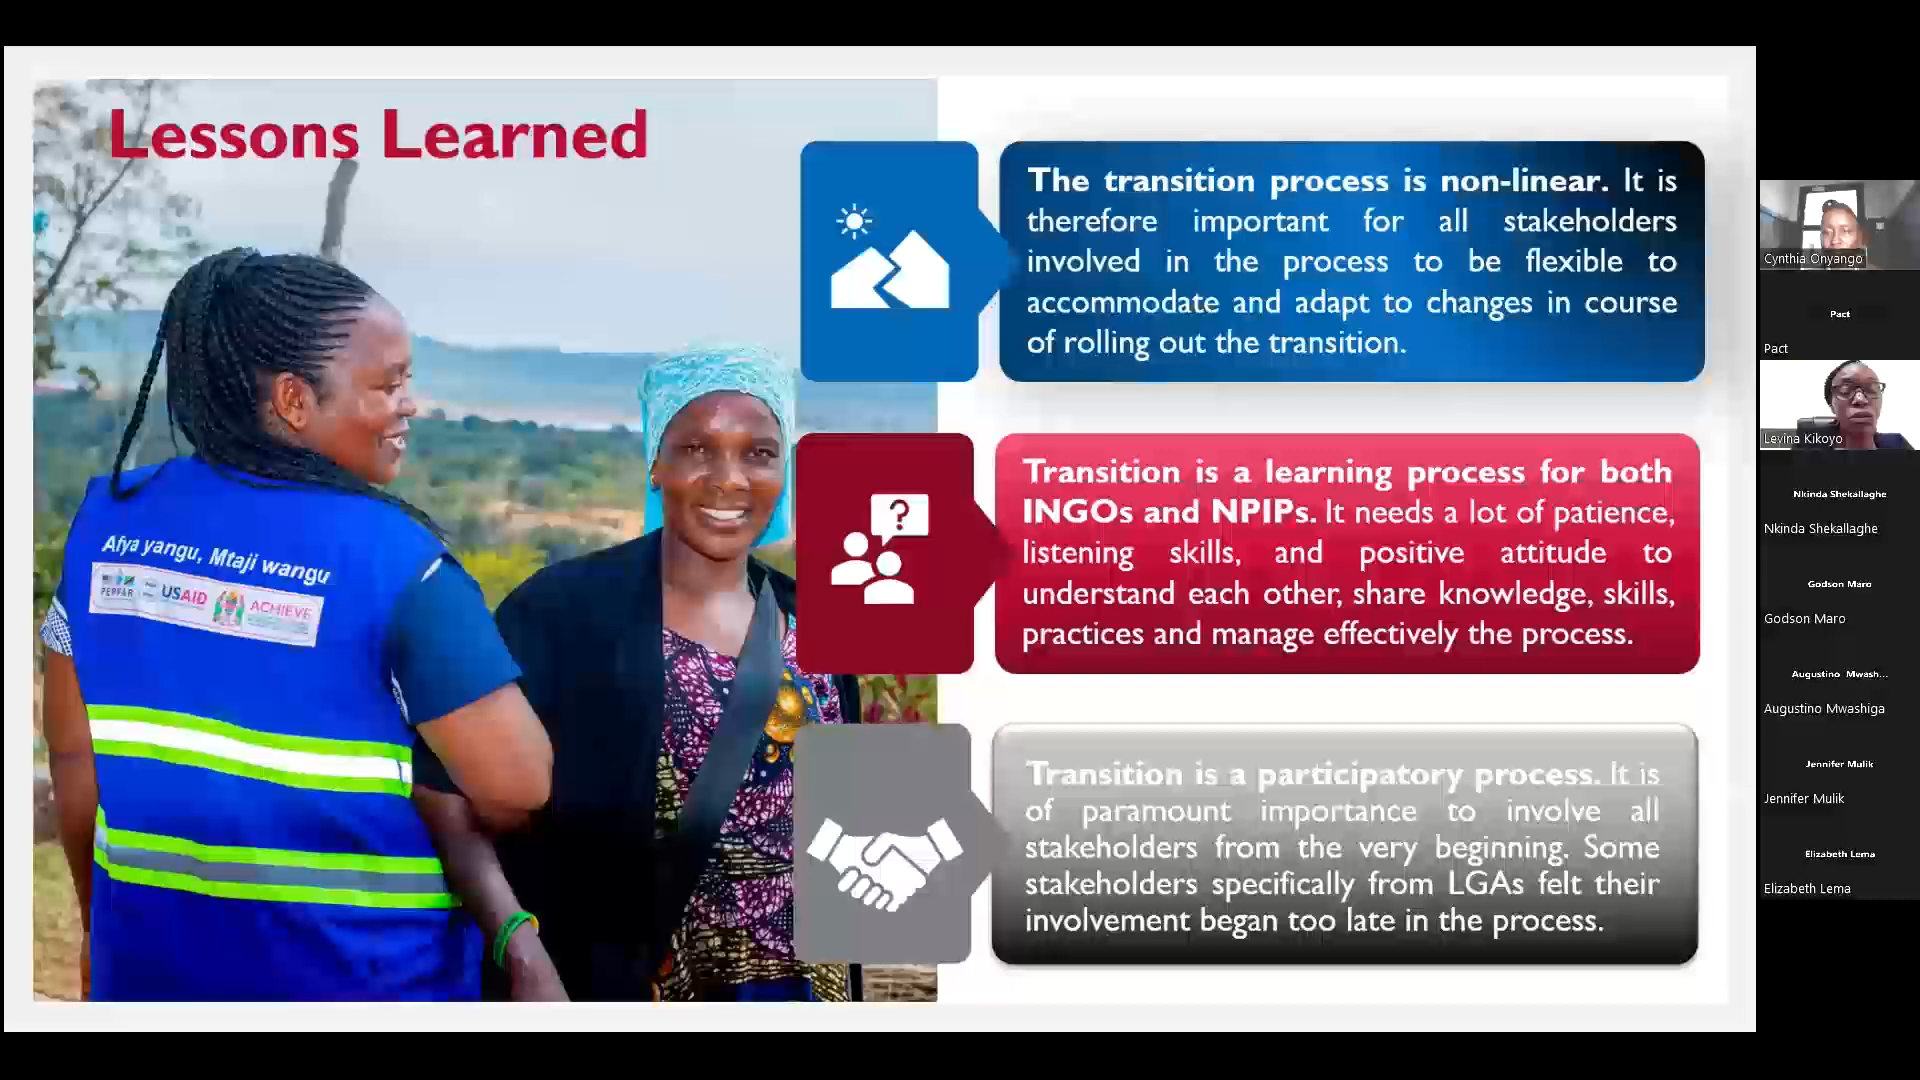 Lessons Learned
The transition process is non-linear. It is
therefore important for all stakeholders
involved in the process to be flexible to
accommodate and adapt to changes in course
of rolling out the transition.
Transition is a learning process for both
INGOs and NPIPs. It needs a lot of patience,
listening skills, and positive attitude to
understand each other, share knowledge, skills,
practices and manage effectively the process.
Transition is a participatory process. It is
of paramount importance to involve all
stakeholders from the very beginning. Some
stakeholders specifically from LGAs felt their
involvement began too late in the process.
?
Afya yangu, Mtaji wangu
PEPFAR USAID ACHIEVE
Cynthia Onyango
Pact
Pact
Levina Kikoyo
Nkinda Shekallaghe
Nkinda Shekallaghe
Godson Maro
Godson Maro
Augustino Mwash...
Augustino Mwashiga
Jennifer Mulik
Jennifer Mulik
Elizabeth Lema
Elizabeth Lema